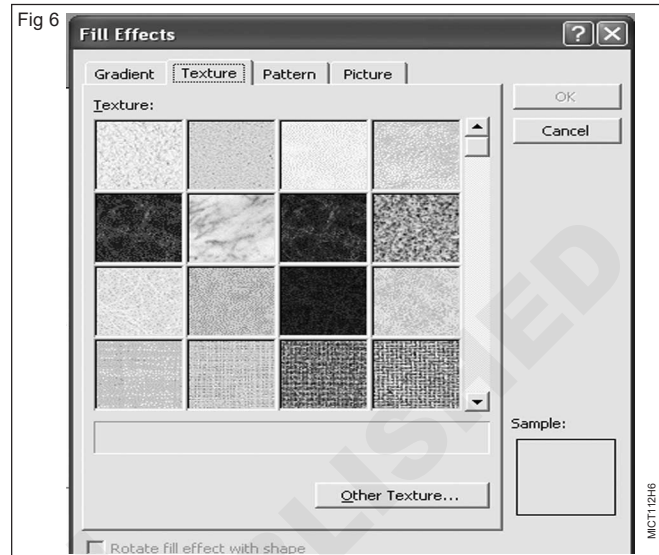 Fig 6
Fill Effects
Gradient Texture Pattern Picture
Texture:
OK
Cancel
Sample:
Other Texture...
Rotate fill effect with shape
MICT112H6
LISHED